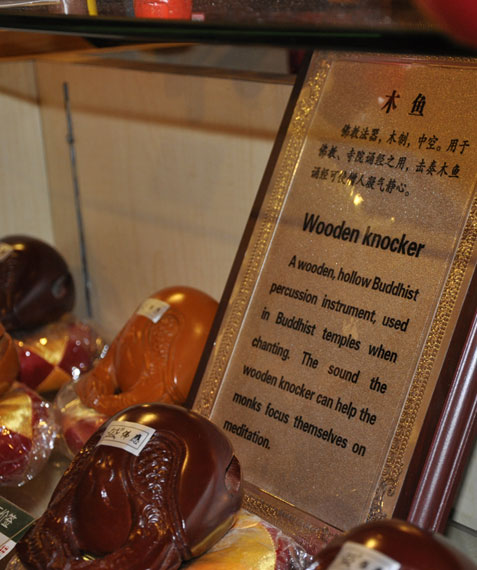 木鱼
佛教法器，木制，中空。用于
佛教、寺院诵经之用，击奏木鱼
诵经可使僧人凝气静心。
Wooden knocker
A wooden, hollow Buddhist
percussion instrument, used
in Buddhist temples when
chanting. The sound the
wooden knocker can help the
monks focus themselves on
meditation.